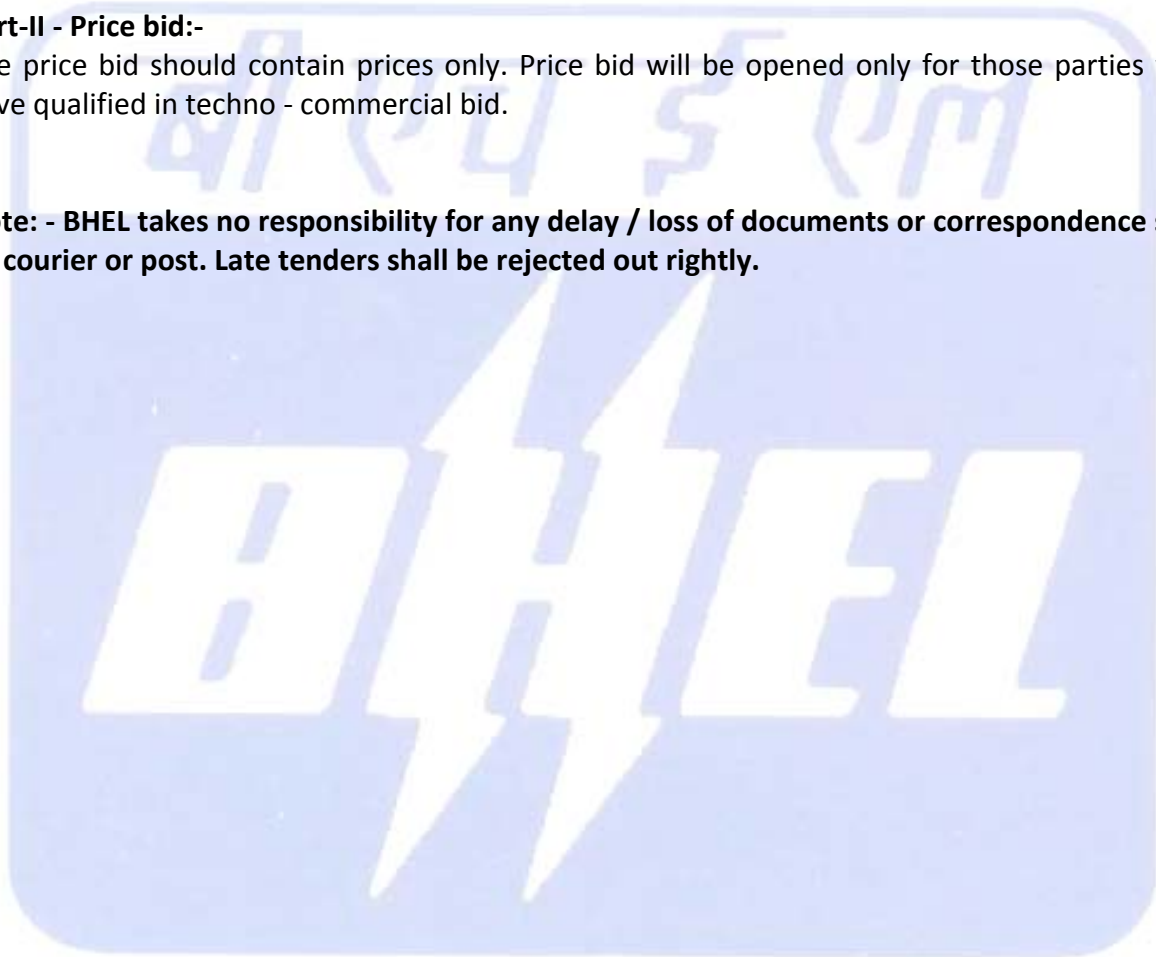 rt-II - Price bid:-
e price bid should contain prices only. Price bid will be opened only for those parties
ve qualified in techno - commercial bid.
बी एच ई एल
te: - BHEL takes no responsibility for any delay / loss of documents or correspondence s
courier or post. Late tenders shall be rejected out rightly.
BHEL